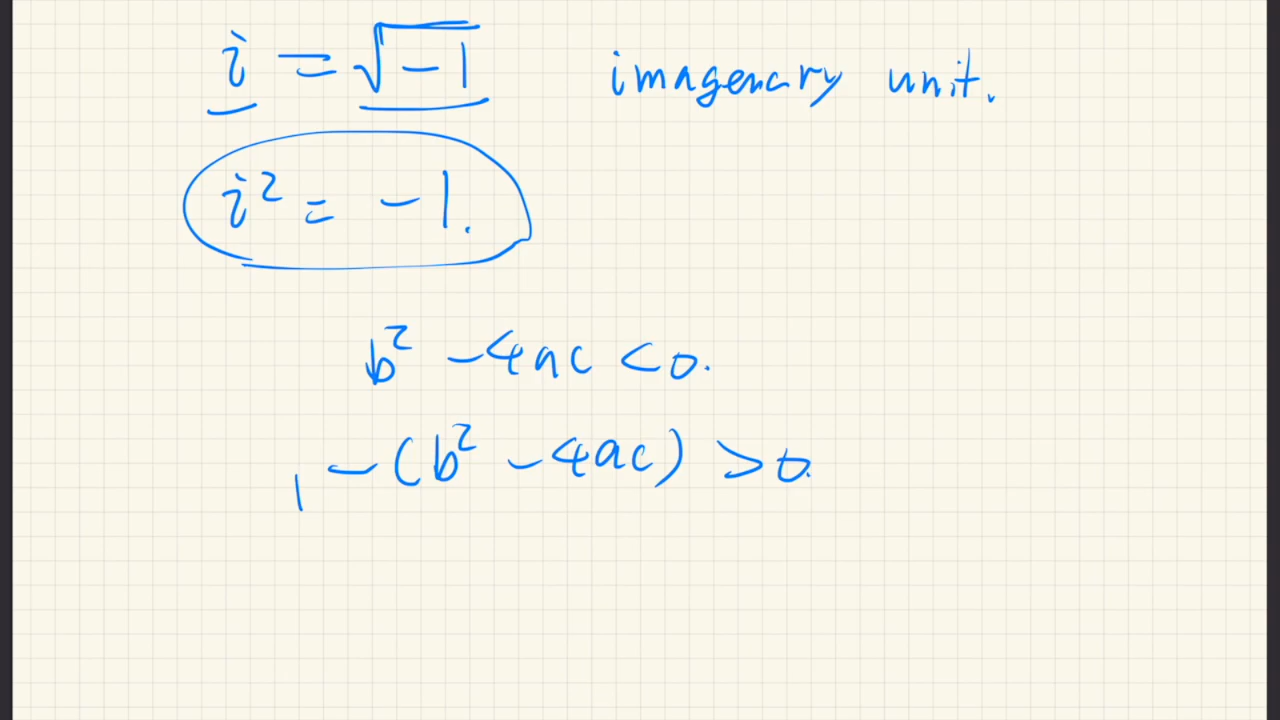 i = √-1 imagenary unit.
i² = -1.
b² -4ac <0.
-(b² -4ac) >0.